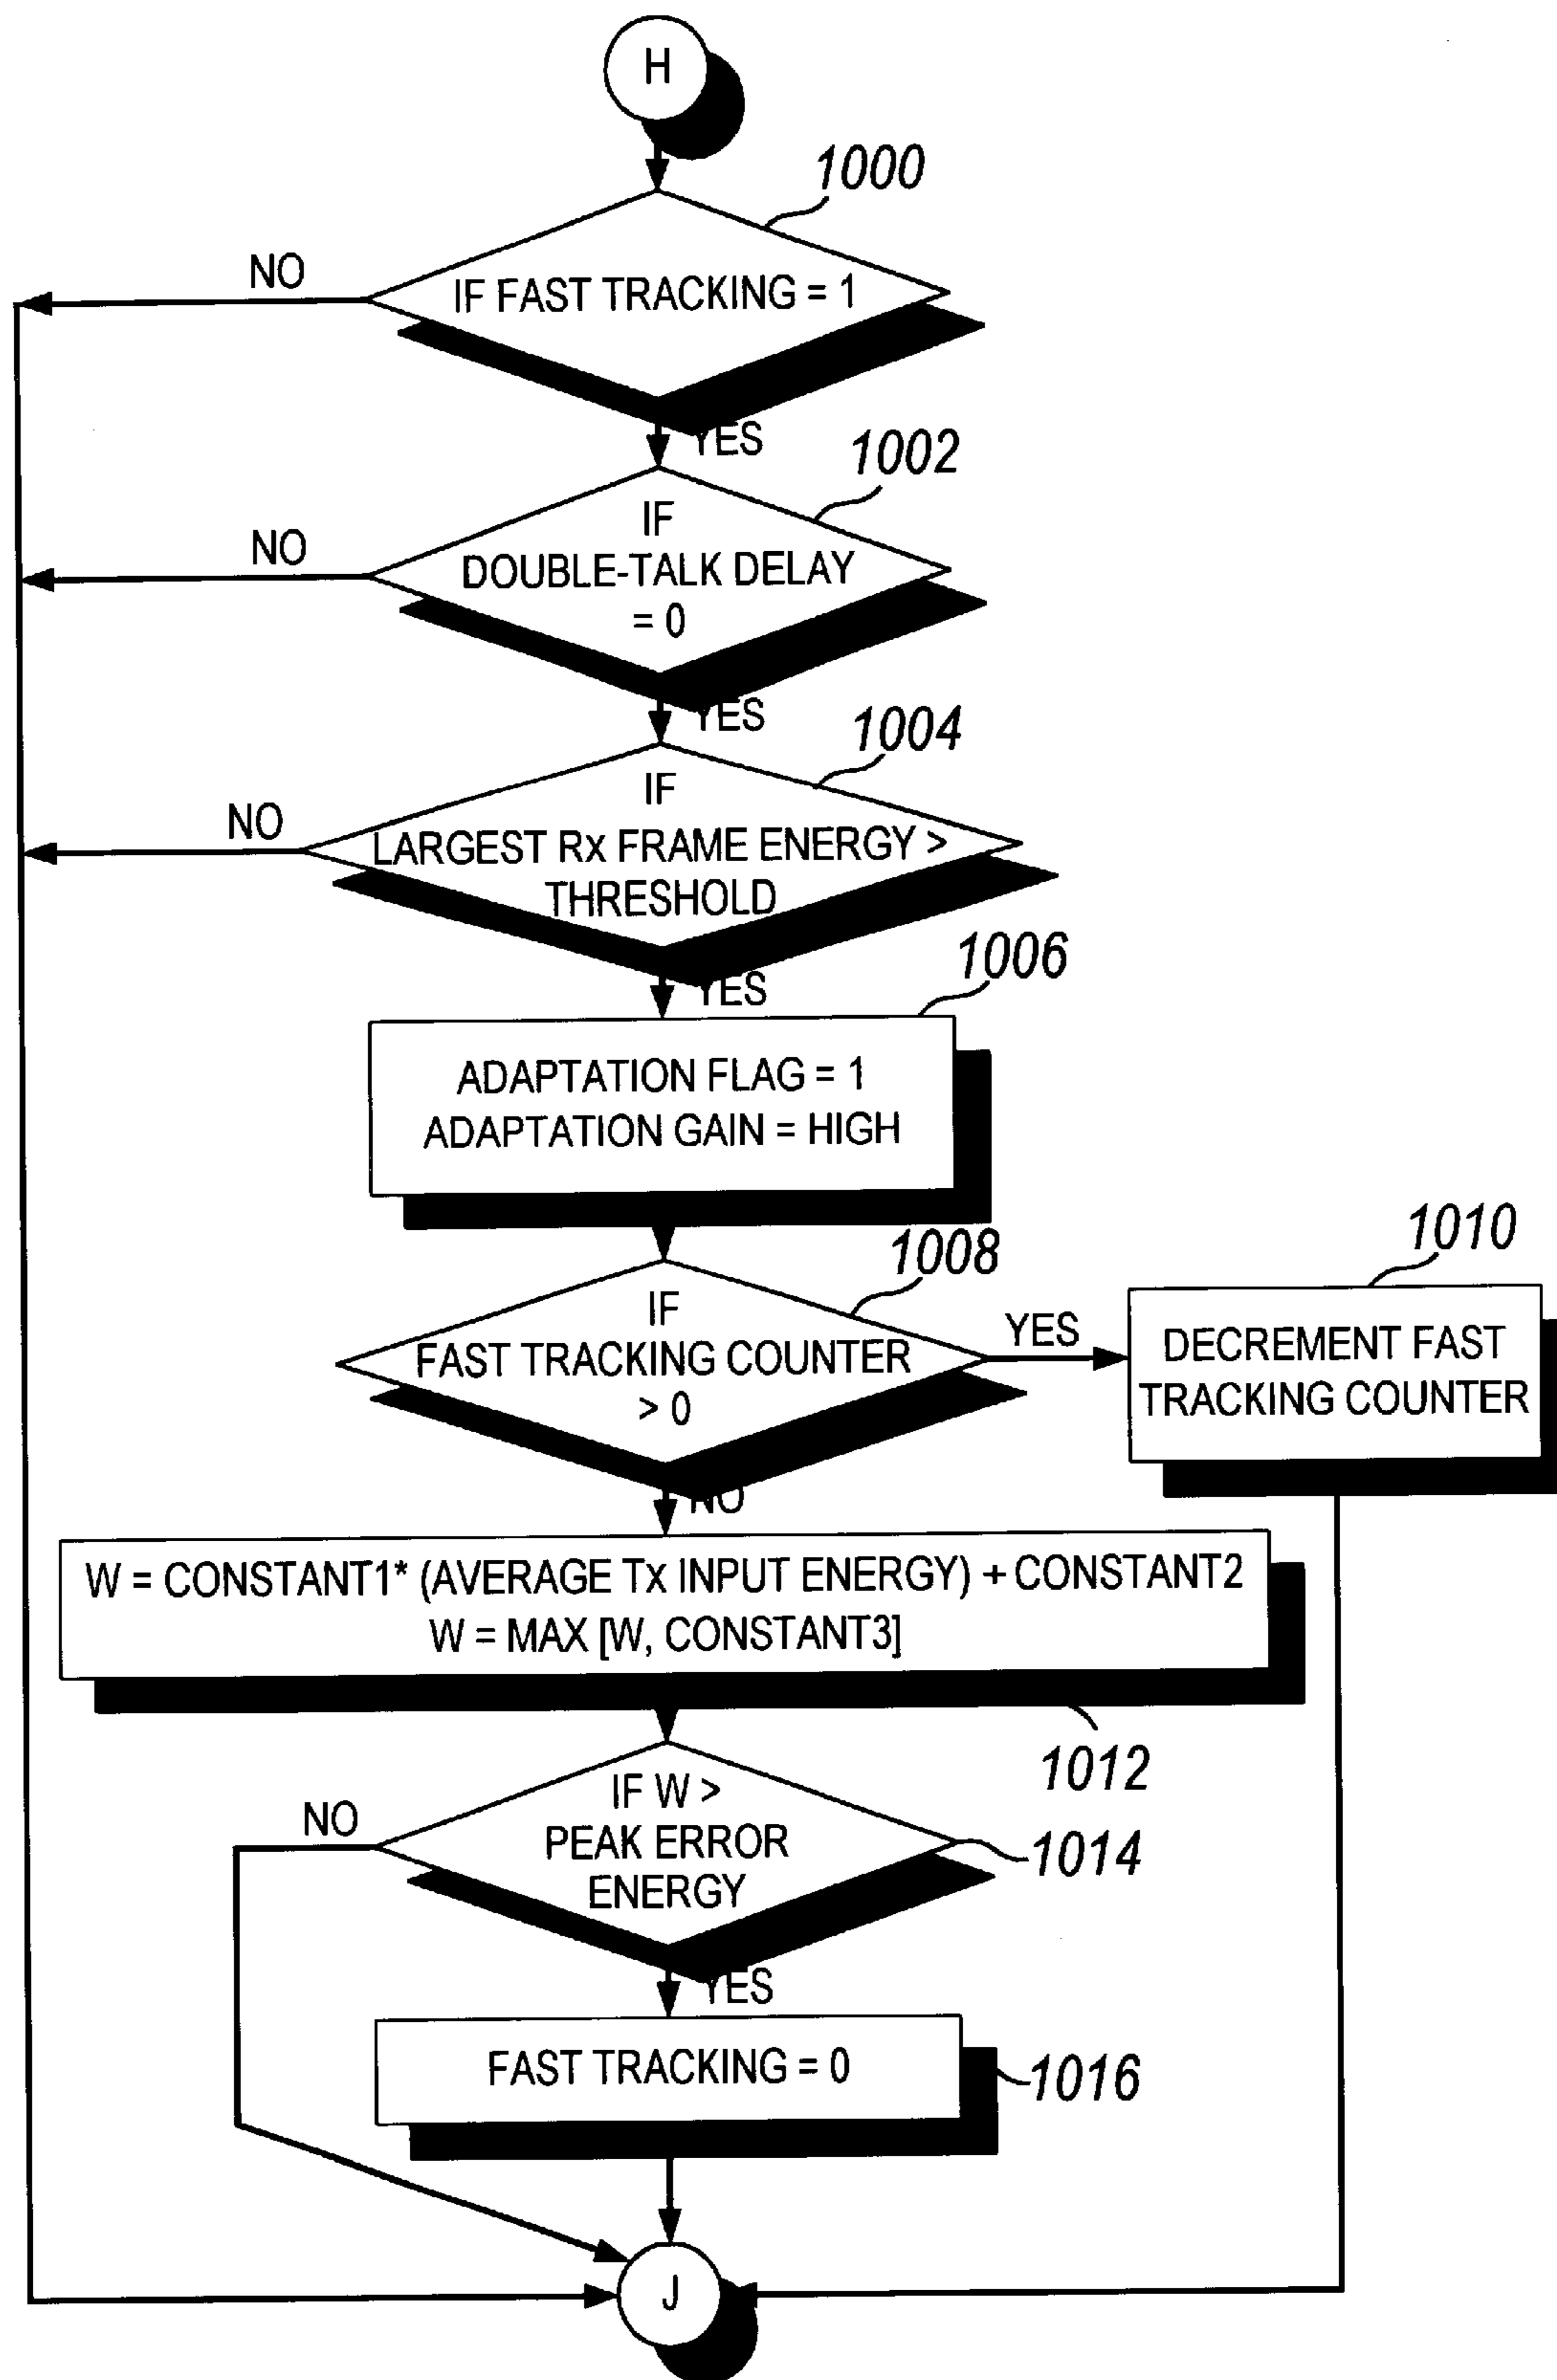 H
1000
NO
IF FAST TRACKING = 1
YES
1002
IF
NO
DOUBLE-TALK DELAY
= 0
YES
1004
IF
NO
LARGEST Rx FRAME ENERGY >
THRESHOLD
YES
1006
ADAPTATION FLAG = 1
ADAPTATION GAIN = HIGH
1008
1010
IF
YES
FAST TRACKING COUNTER
> 0
DECREMENT FAST
TRACKING COUNTER
NO
W = CONSTANT1* (AVERAGE Tx INPUT ENERGY) + CONSTANT2
W = MAX [W, CONSTANT3]
1012
IF W >
NO
PEAK ERROR
ENERGY
1014
YES
FAST TRACKING = 0
1016
J